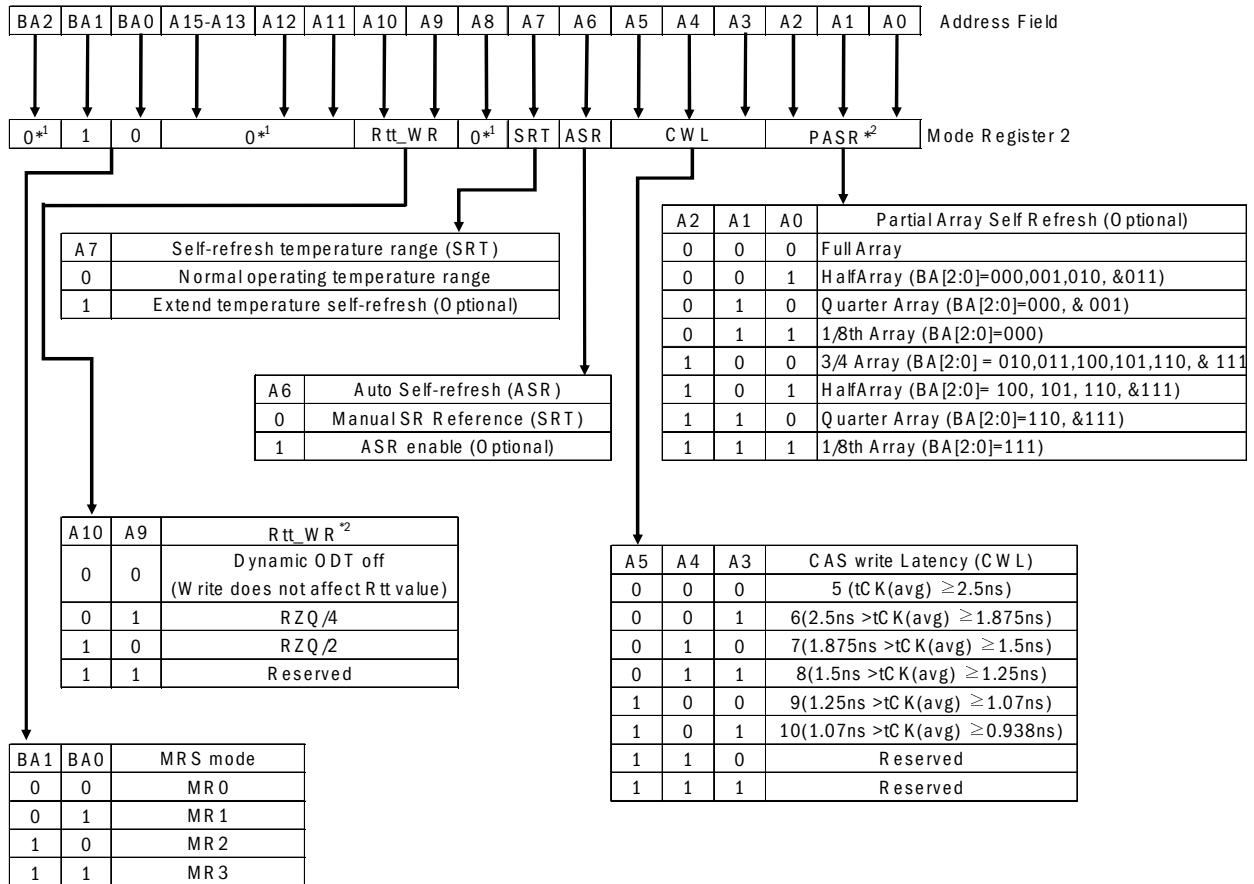 BA2 BA1 BA0 A15-A13 A12 A11 A10 A9 A8 A7 A6 A5 A4 A3 A2 A1 A0 Address Field
0*1 1 0 0*1 Rtt_WR 0*1 SRT ASR CWL PASR*2 Mode Register 2
A7 Self-refresh temperature range (SRT)
0 Normal operating temperature range
1 Extend temperature self-refresh (Optional)
A2 A1 A0 Partial Array Self Refresh (Optional)
0 0 0 Full Array
0 0 1 HalfArray (BA[2:0]=000,001,010, &011)
0 1 0 Quarter Array (BA[2:0]=000, & 001)
0 1 1 1/8th Array (BA[2:0]=000)
1 0 0 3/4 Array (BA[2:0] = 010,011,100,101,110, & 111
1 0 1 HalfArray (BA[2:0]= 100, 101, 110, &111)
1 1 0 Quarter Array (BA[2:0]=110, &111)
1 1 1 1/8th Array (BA[2:0]=111)
A6 Auto Self-refresh (ASR)
0 Manual SR Reference (SRT)
1 ASR enable (Optional)
A10 A9 Rtt_WR*2
0 0 Dynamic ODT off
(Write does not affect Rtt value)
0 1 RZQ/4
1 0 RZQ/2
1 1 Reserved
A5 A4 A3 CAS write Latency (CWL)
0 0 0 5 (tCK(avg) ≥2.5ns)
0 0 1 6(2.5ns >tCK(avg) ≥1.875ns)
0 1 0 7(1.875ns >tCK(avg) ≥1.5ns)
0 1 1 8(1.5ns >tCK(avg) ≥1.25ns)
1 0 0 9(1.25ns >tCK(avg) ≥1.07ns)
1 0 1 10(1.07ns >tCK(avg) ≥0.938ns)
1 1 0 Reserved
1 1 1 Reserved
BA1 BA0 MRS mode
0 0 MR0
0 1 MR1
1 0 MR2
1 1 MR3